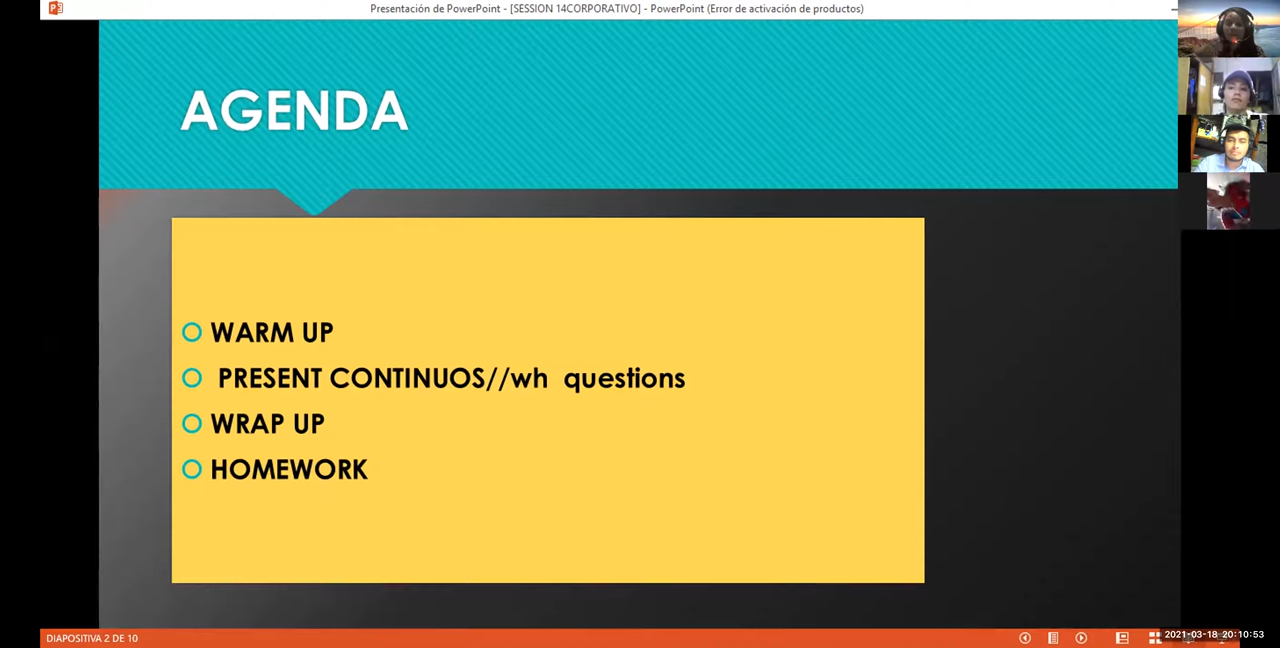 Presentación de PowerPoint - [SESSION 14CORPORATIVO] - PowerPoint (Error de activación de productos)
AGENDA
WARM UP
PRESENT CONTINUOS//wh questions
WRAP UP
HOMEWORK
DIAPOSITIVA 2 DE 10
2021-03-18 20:10:53